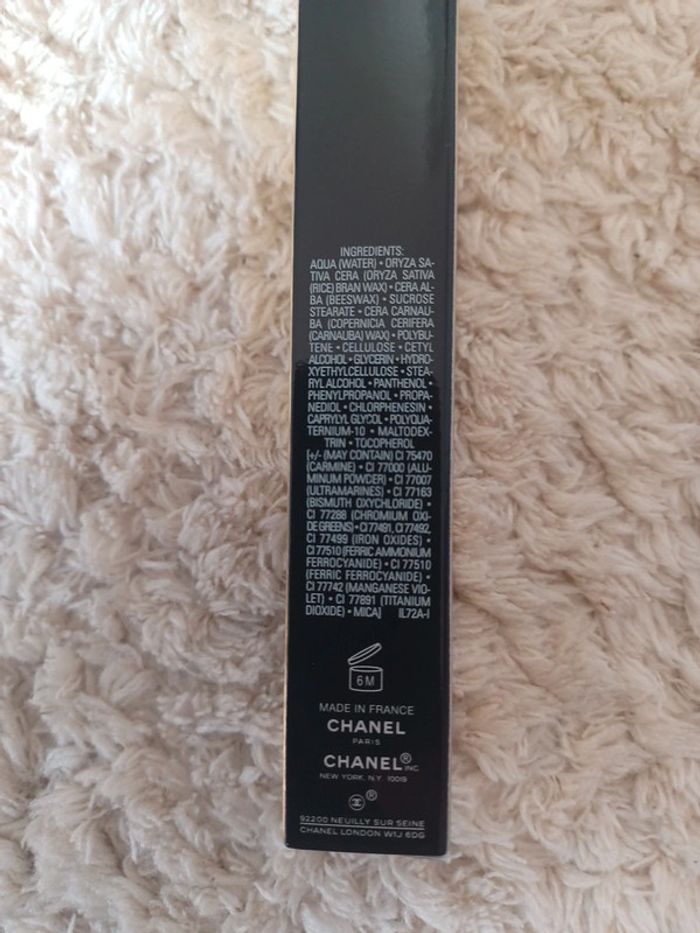 INGREDIENTS:
AQUA (WATER) • ORYZA SA-
TIVA CERA (ORYZA SATIVA
(RICE) BRAN WAX) • CERA AL-
BA (BEESWAX) • SUCROSE
STEARATE • CERA CARNAU-
BA (COPERNICIA CERIFERA
(CARNAUBA) WAX) • POLYBU-
TENE • CELLULOSE • CETYL
ALCOHOL • GLYCERIN • HYDRO-
XYETHYLCELLULOSE • STEA-
RYL ALCOHOL • PANTHENOL •
PHENYLPROPANOL • PROPA-
NEDIOL • CHLORPHENESIN •
CAPRYLYL GLYCOL • POLYQUA-
TERNIUM-10 • MALTODEX-
TRIN • TOCOPHEROL
[+/- (MAY CONTAIN) CI 75470
(CARMINE) • CI 77000 (ALU-
MINUM POWDER) • CI 77007
(ULTRAMARINES) • CI 77163
(BISMUTH OXYCHLORIDE) •
CI 77288 (CHROMIUM OXI-
DE GREENS) • CI 77491, CI 77492,
CI 77499 (IRON OXIDES) •
CI 77510 (FERRIC AMMONIUM
FERROCYANIDE) • CI 77510
(FERRIC FERROCYANIDE) •
CI 77742 (MANGANESE VIO-
LET) • CI 77891 (TITANIUM
DIOXIDE) • MICA] IL72A-I
6M
MADE IN FRANCE
CHANEL
PARIS
CHANEL® INC
NEW YORK, N.Y. 10019
®
92200 NEUILLY SUR SEINE
CHANEL LONDON W1J 6DG